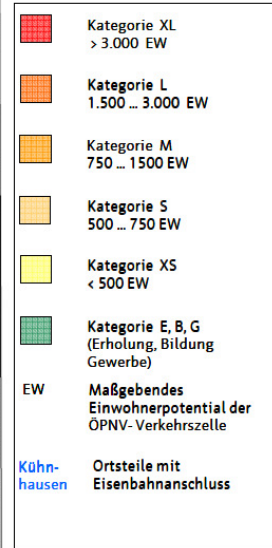 Kategorie XL
> 3.000 EW
Kategorie L
1.500 ... 3.000 EW
Kategorie M
750 ... 1500 EW
Kategorie S
500 ... 750 EW
Kategorie XS
< 500 EW
Kategorie E, B, G
(Erholung, Bildung
Gewerbe)
EW
Maßgebendes
Einwohnerpotential der
ÖPNV- Verkehrszelle
Kühn-
hausen
Ortsteile mit
Eisenbahnanschluss